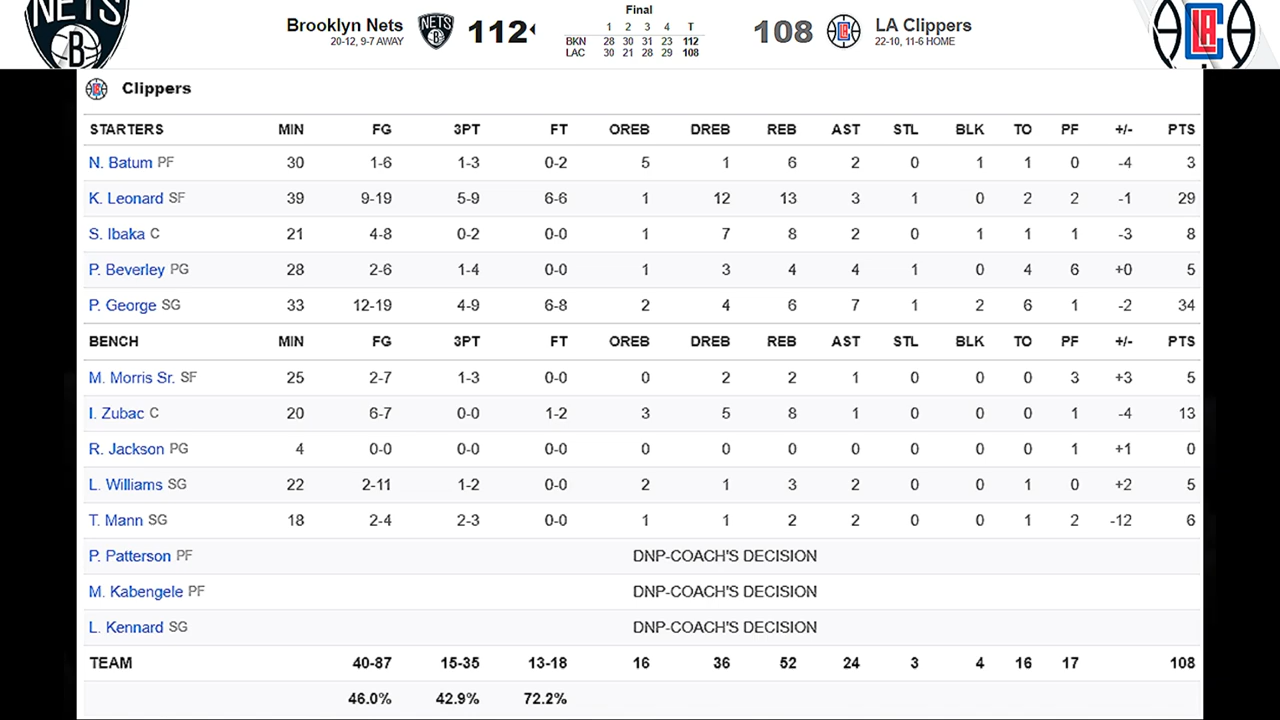 NETS
B
Brooklyn Nets
20-12, 9-7 AWAY
NETS
B
112
Final
1 2 3 4 T
BKN 28 30 31 23 112
LAC 30 21 28 29 108
108
LA Clippers
22-10, 11-6 HOME
Clippers
STARTERS MIN FG 3PT FT OREB DREB REB AST STL BLK TO PF +/- PTS
N. Batum PF 30 1-6 1-3 0-2 5 1 6 2 0 1 1 0 -4 3
K. Leonard SF 39 9-19 5-9 6-6 1 12 13 3 1 0 2 2 -1 29
S. Ibaka C 21 4-8 0-2 0-0 1 7 8 2 0 1 1 1 -3 8
P. Beverley PG 28 2-6 1-4 0-0 1 3 4 4 1 0 4 6 +0 5
P. George SG 33 12-19 4-9 6-8 2 4 6 7 1 2 6 1 -2 34
BENCH MIN FG 3PT FT OREB DREB REB AST STL BLK TO PF +/- PTS
M. Morris Sr. SF 25 2-7 1-3 0-0 0 2 2 1 0 0 0 3 +3 5
I. Zubac C 20 6-7 0-0 1-2 3 5 8 1 0 0 0 1 -4 13
R. Jackson PG 4 0-0 0-0 0-0 0 0 0 0 0 0 0 1 +1 0
L. Williams SG 22 2-11 1-2 0-0 2 1 3 2 0 0 1 0 +2 5
T. Mann SG 18 2-4 2-3 0-0 1 1 2 2 0 0 1 2 -12 6
P. Patterson PF DNP-COACH'S DECISION
M. Kabengele PF DNP-COACH'S DECISION
L. Kennard SG DNP-COACH'S DECISION
TEAM 40-87 15-35 13-18 16 36 52 24 3 4 16 17 108
46.0% 42.9% 72.2%